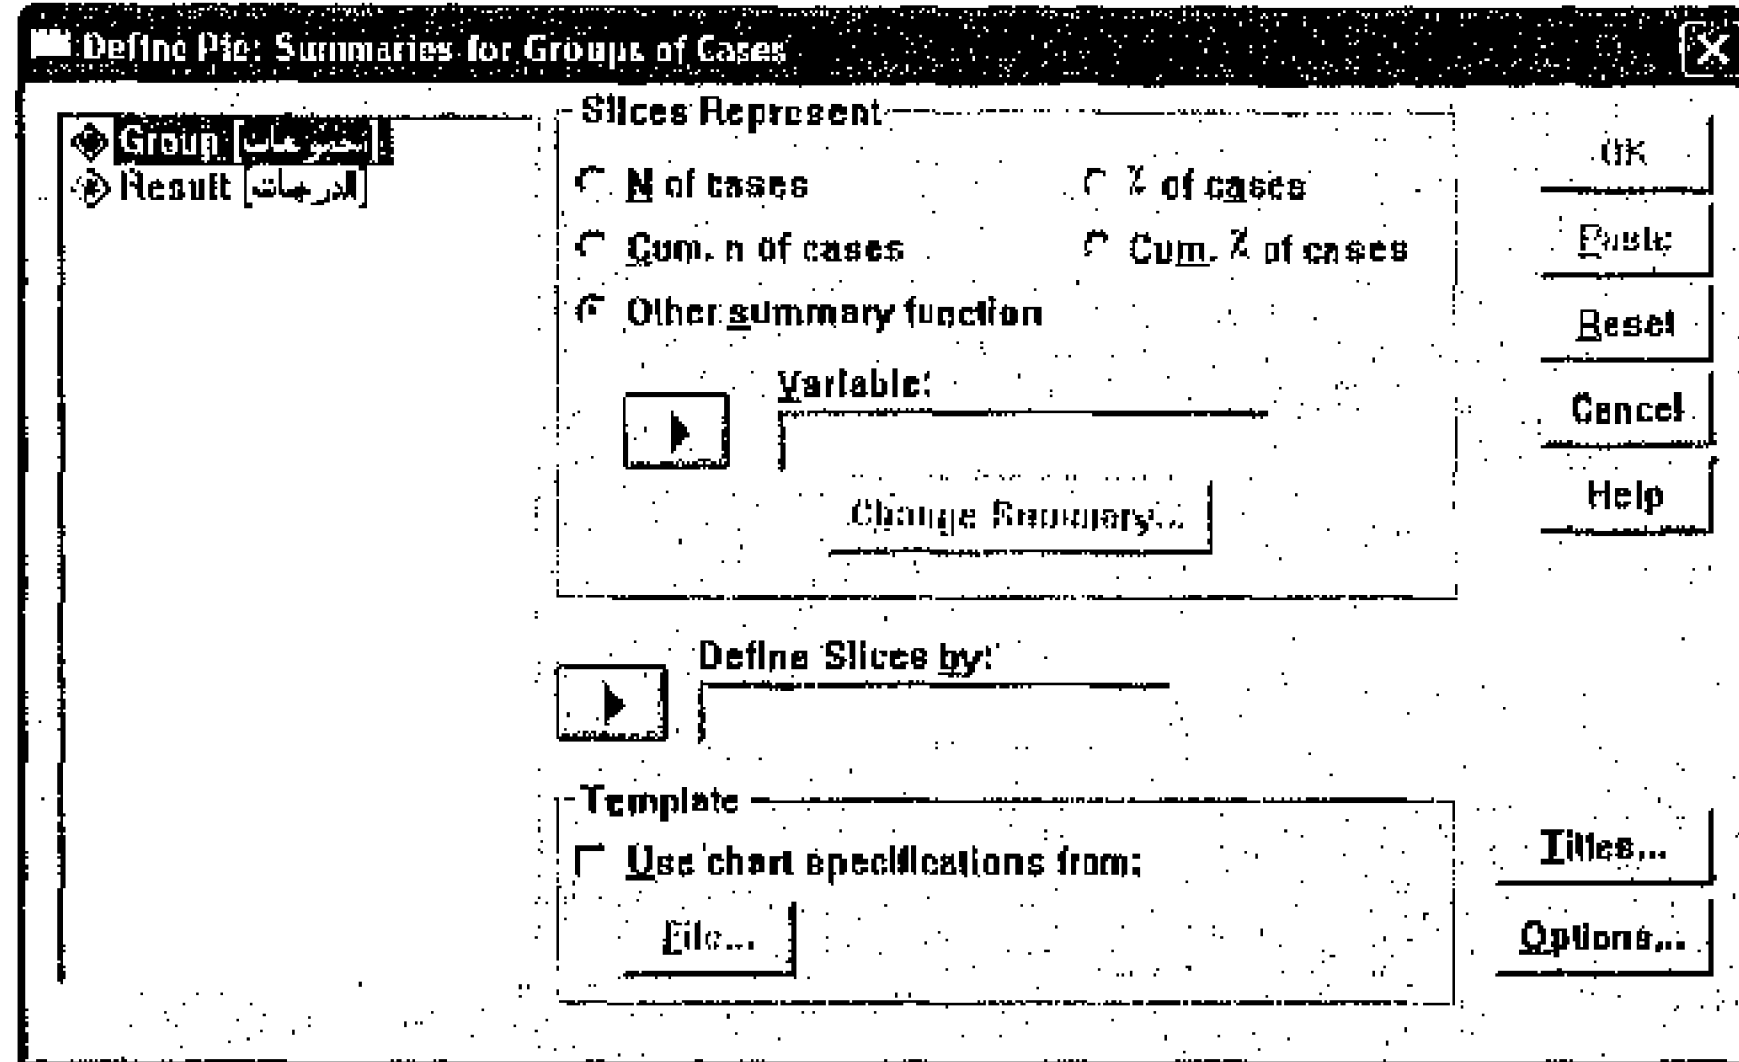 Define Pie: Summaries for Groups of Cases
Group [المجموعات]
Result [الدرجات]
Slices Represent
N of cases
% of cases
Cum. n of cases
Cum. % of cases
Other summary function
Variable:
Change Summary...
Define Slices by:
Template
Use chart specifications from:
File...
OK
Paste
Reset
Cancel
Help
Titles...
Options...